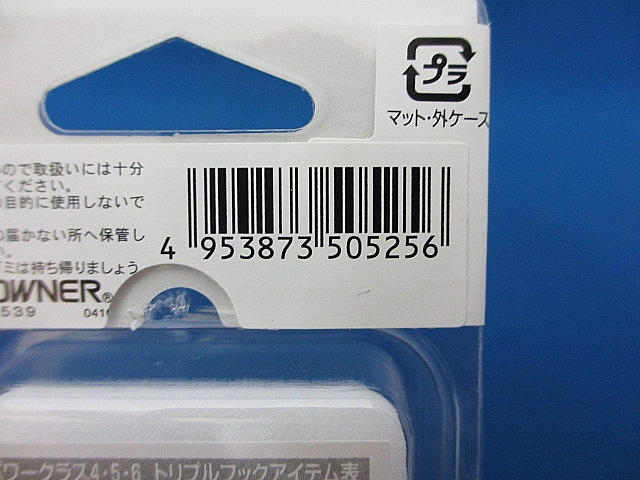 プラ
マット・外ケース
ので取扱いには十分
ください。
目的に使用しないで
届かない所へ保管し
ミは持ち帰りましょう
OWNER®
539 041
4 953873 505256
ワークラス4・5・6 トリプルフックアイテム表